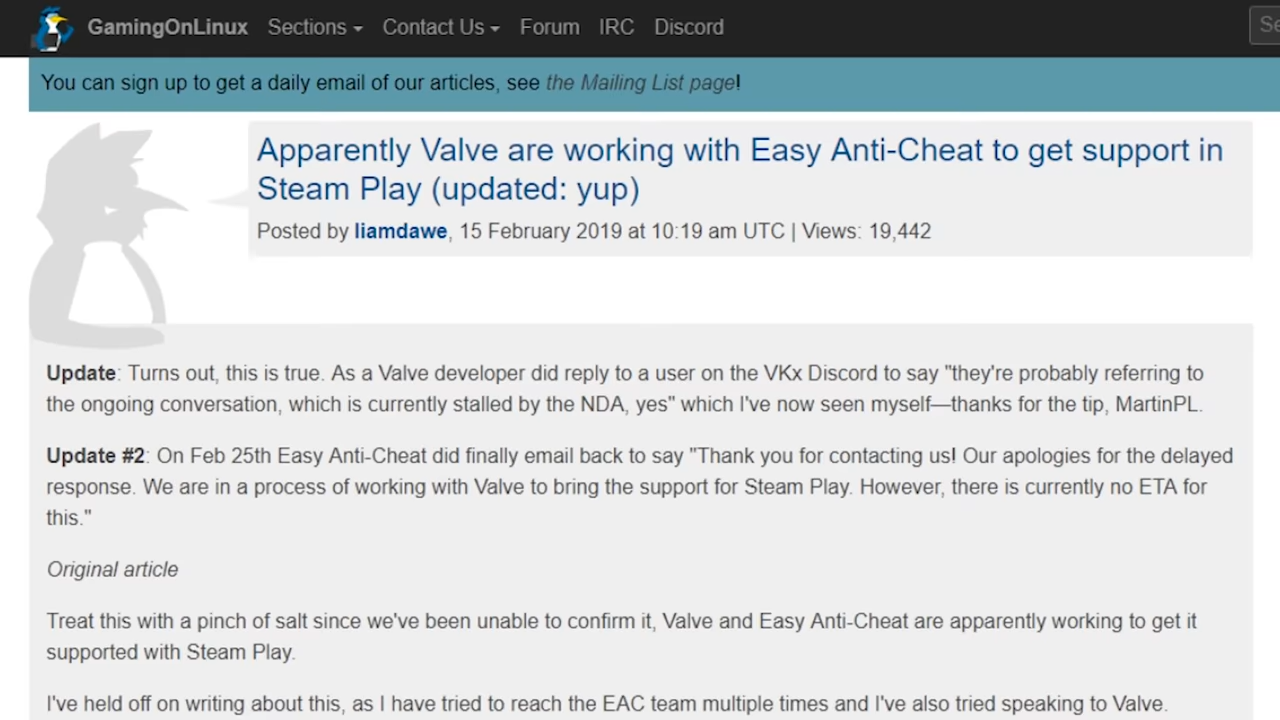 GamingOnLinux Sections Contact Us Forum IRC Discord Se
You can sign up to get a daily email of our articles, see the Mailing List page!
Apparently Valve are working with Easy Anti-Cheat to get support in
Steam Play (updated: yup)
Posted by liamdawe, 15 February 2019 at 10:19 am UTC | Views: 19,442
Update: Turns out, this is true. As a Valve developer did reply to a user on the VKx Discord to say "they're probably referring to
the ongoing conversation, which is currently stalled by the NDA, yes" which I've now seen myself—thanks for the tip, MartinPL.
Update #2: On Feb 25th Easy Anti-Cheat did finally email back to say "Thank you for contacting us! Our apologies for the delayed
response. We are in a process of working with Valve to bring the support for Steam Play. However, there is currently no ETA for
this."
Original article
Treat this with a pinch of salt since we've been unable to confirm it, Valve and Easy Anti-Cheat are apparently working to get it
supported with Steam Play.
I've held off on writing about this, as I have tried to reach the EAC team multiple times and I've also tried speaking to Valve.